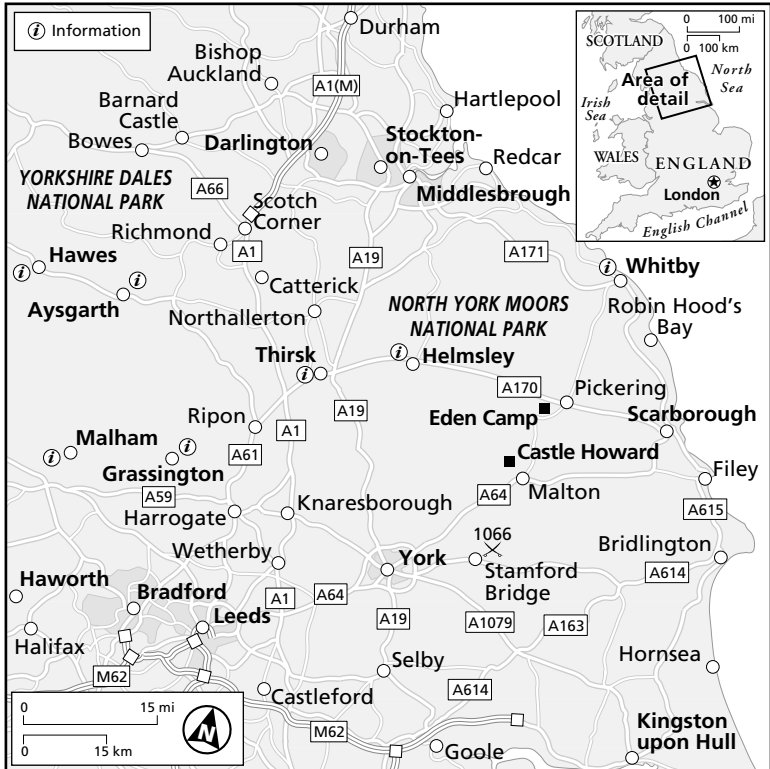 i Information
Durham
Bishop
Auckland
A1(M)
Barnard
Castle
Bowes
Darlington
Hartlepool
Stockton-
on-Tees
Redcar
Middlesbrough
YORKSHIRE DALES
NATIONAL PARK
A66
Scotch
Corner
Richmond
A1
A19
A171
Hawes
i
i
Aysgarth
Catterick
Northallerton
NORTH YORK MOORS
NATIONAL PARK
i
Whitby
Robin Hood's
Bay
Thirsk
i
i
Helmsley
A170
Pickering
Eden Camp
Scarborough
Ripon
A1
A19
Malham
i
i
Grassington
A61
Castle Howard
A64
Malton
Filey
A59
Harrogate
Knaresborough
A615
Wetherby
York
1066
Stamford
Bridge
Bridlington
A614
Haworth
Bradford
Leeds
A1
A64
A19
A1079
A163
Halifax
M62
Selby
A614
Hornsea
Castleford
M62
Goole
Kingston
upon Hull
0 15 mi
0 15 km
N
0 100 mi
0 100 km
SCOTLAND
Area of
detail
North
Sea
Irish
Sea
WALES
ENGLAND
London
English Channel